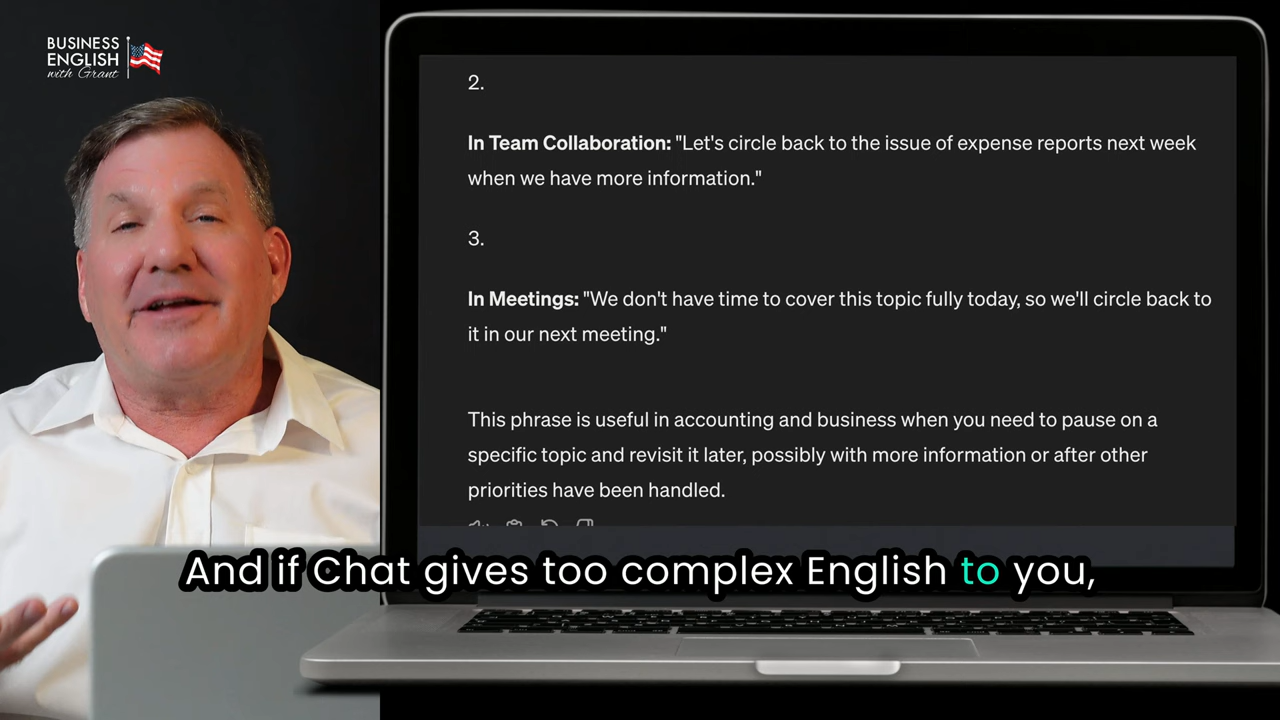 BUSINESS
ENGLISH
with Grant
2.
In Team Collaboration: "Let's circle back to the issue of expense reports next week
when we have more information."
3.
In Meetings: "We don't have time to cover this topic fully today, so we'll circle back to
it in our next meeting."
This phrase is useful in accounting and business when you need to pause on a
specific topic and revisit it later, possibly with more information or after other
priorities have been handled.
And if Chat gives too complex English to you,